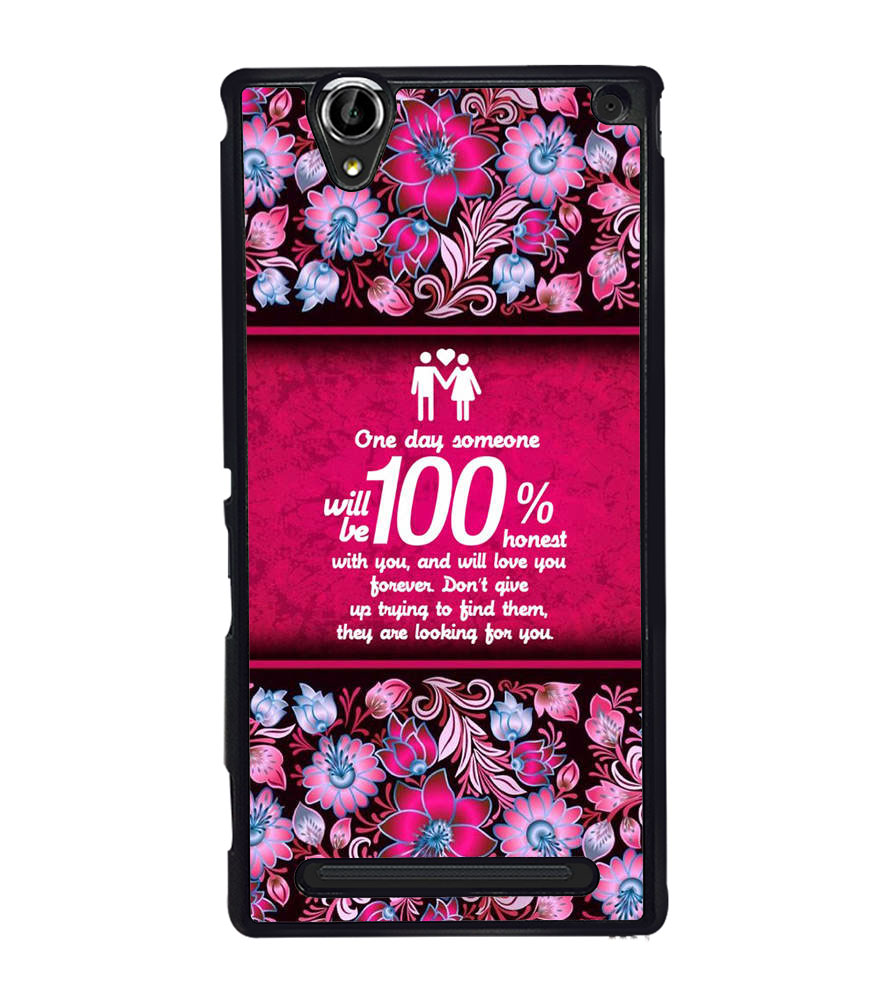 One day someone
will be 100 % honest
with you, and will love you
forever. Don't give
up trying to find them,
they are looking for you.